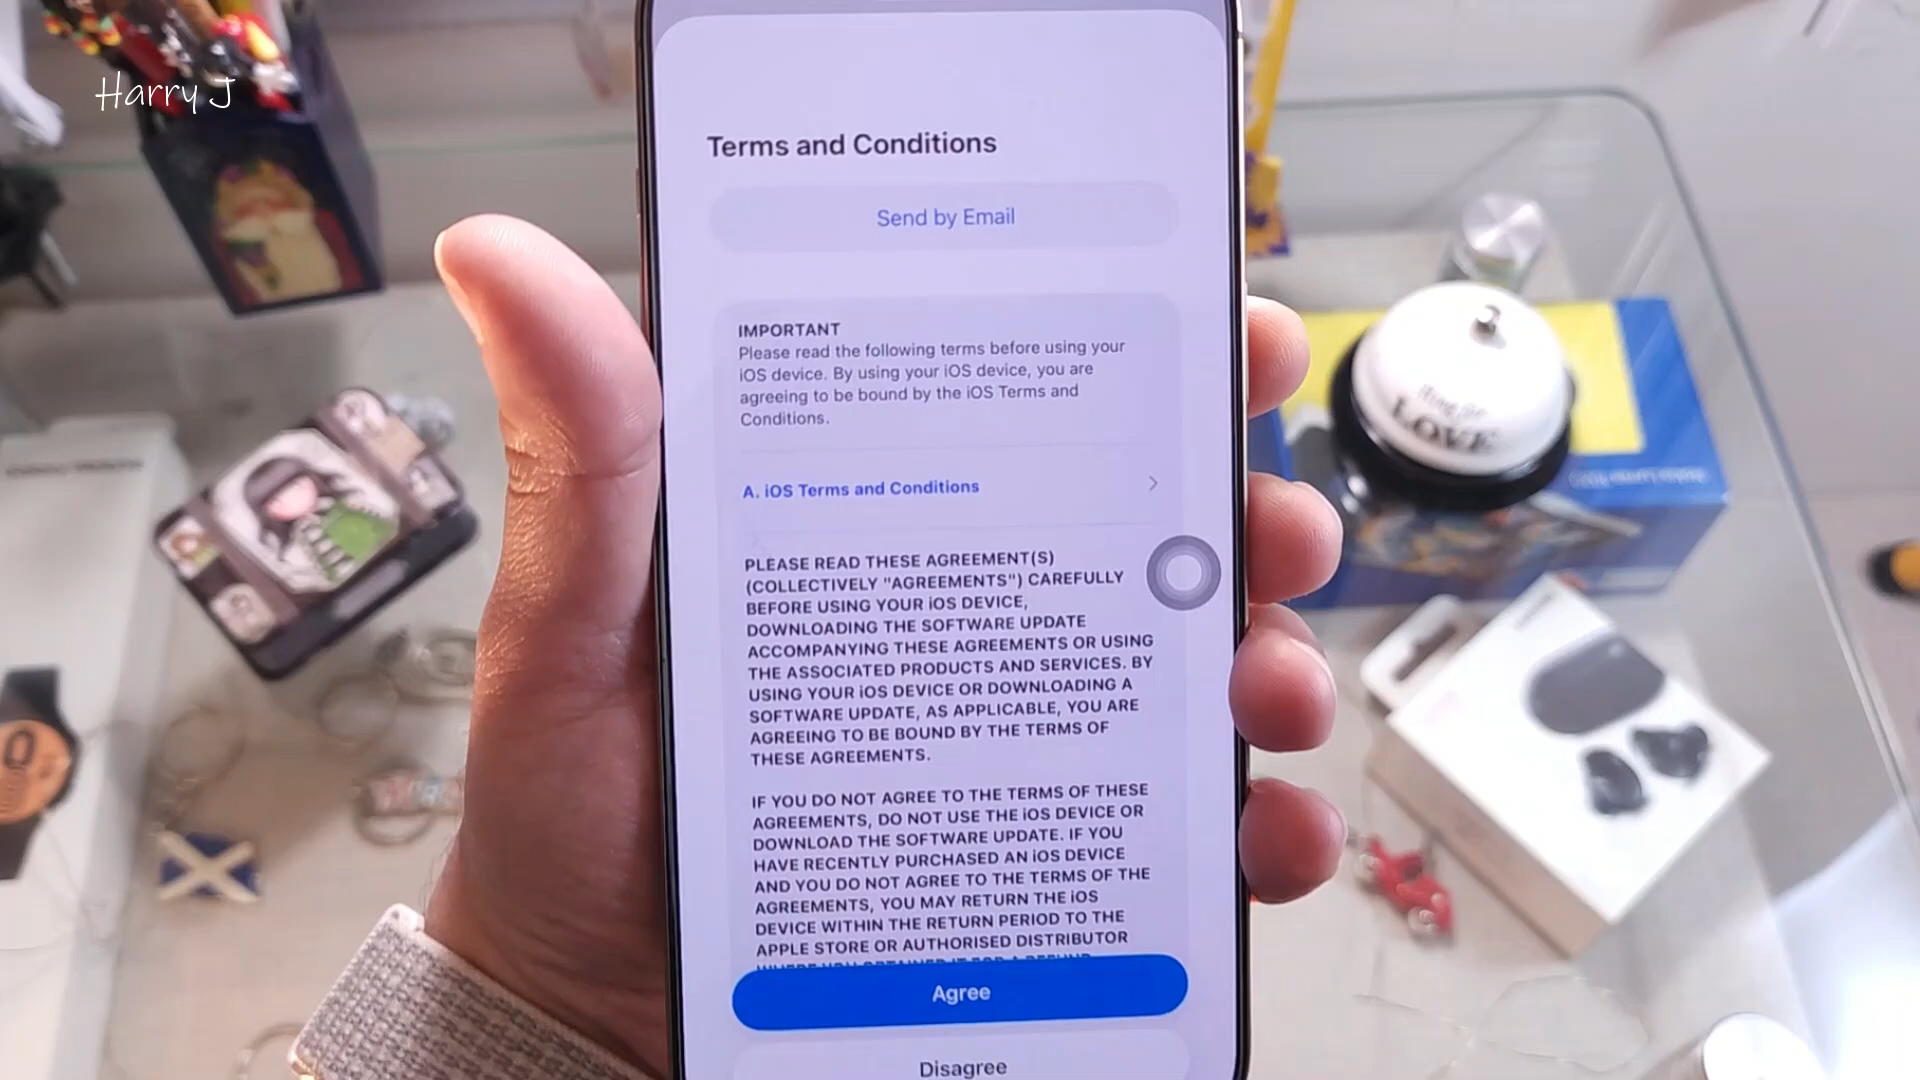 Harry J
Terms and Conditions
Send by Email
IMPORTANT
Please read the following terms before using your
iOS device. By using your iOS device, you are
agreeing to be bound by the iOS Terms and
Conditions.
A. iOS Terms and Conditions
PLEASE READ THESE AGREEMENT(S)
(COLLECTIVELY "AGREEMENTS") CAREFULLY
BEFORE USING YOUR iOS DEVICE,
DOWNLOADING THE SOFTWARE UPDATE
ACCOMPANYING THESE AGREEMENTS OR USING
THE ASSOCIATED PRODUCTS AND SERVICES. BY
USING YOUR iOS DEVICE OR DOWNLOADING A
SOFTWARE UPDATE, AS APPLICABLE, YOU ARE
AGREEING TO BE BOUND BY THE TERMS OF
THESE AGREEMENTS.
IF YOU DO NOT AGREE TO THE TERMS OF THESE
AGREEMENTS, DO NOT USE THE iOS DEVICE OR
DOWNLOAD THE SOFTWARE UPDATE. IF YOU
HAVE RECENTLY PURCHASED AN iOS DEVICE
AND YOU DO NOT AGREE TO THE TERMS OF THE
AGREEMENTS, YOU MAY RETURN THE iOS
DEVICE WITHIN THE RETURN PERIOD TO THE
APPLE STORE OR AUTHORISED DISTRIBUTOR
Agree
Disagree
LOVE